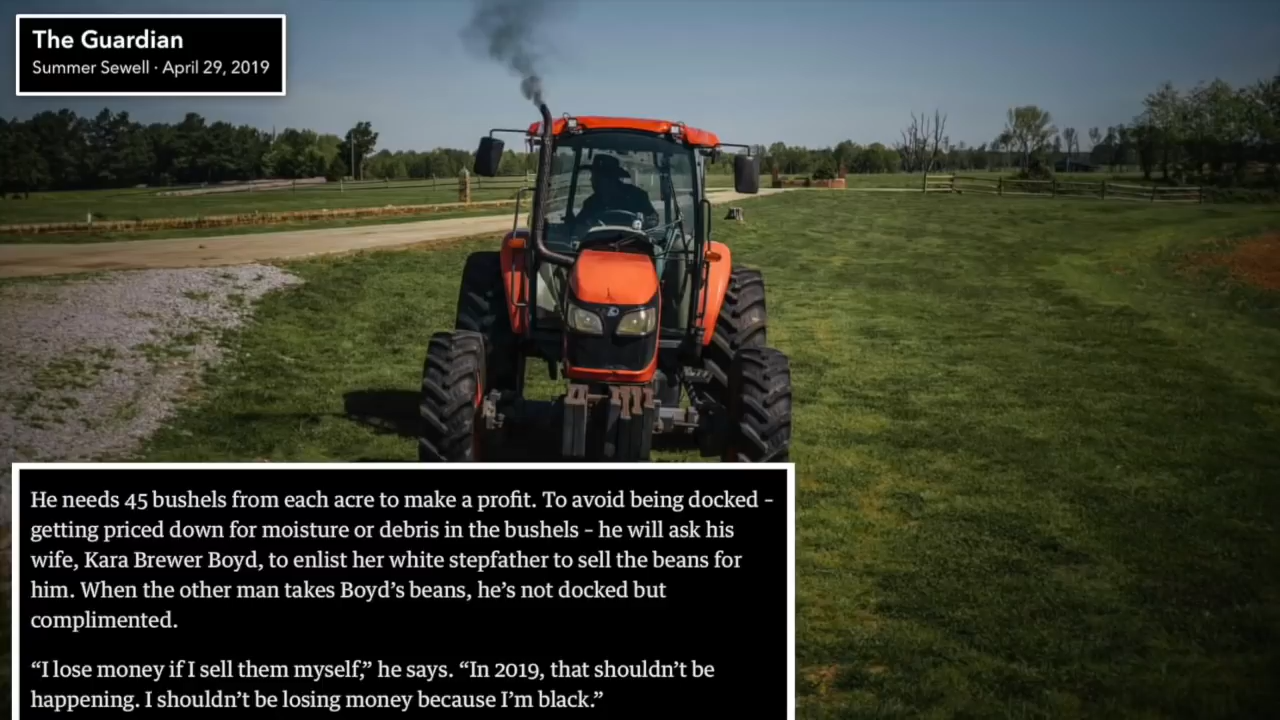 The Guardian
Summer Sewell · April 29, 2019
He needs 45 bushels from each acre to make a profit. To avoid being docked –
getting priced down for moisture or debris in the bushels – he will ask his
wife, Kara Brewer Boyd, to enlist her white stepfather to sell the beans for
him. When the other man takes Boyd’s beans, he’s not docked but
complimented.
“I lose money if I sell them myself,” he says. “In 2019, that shouldn’t be
happening. I shouldn’t be losing money because I’m black.”